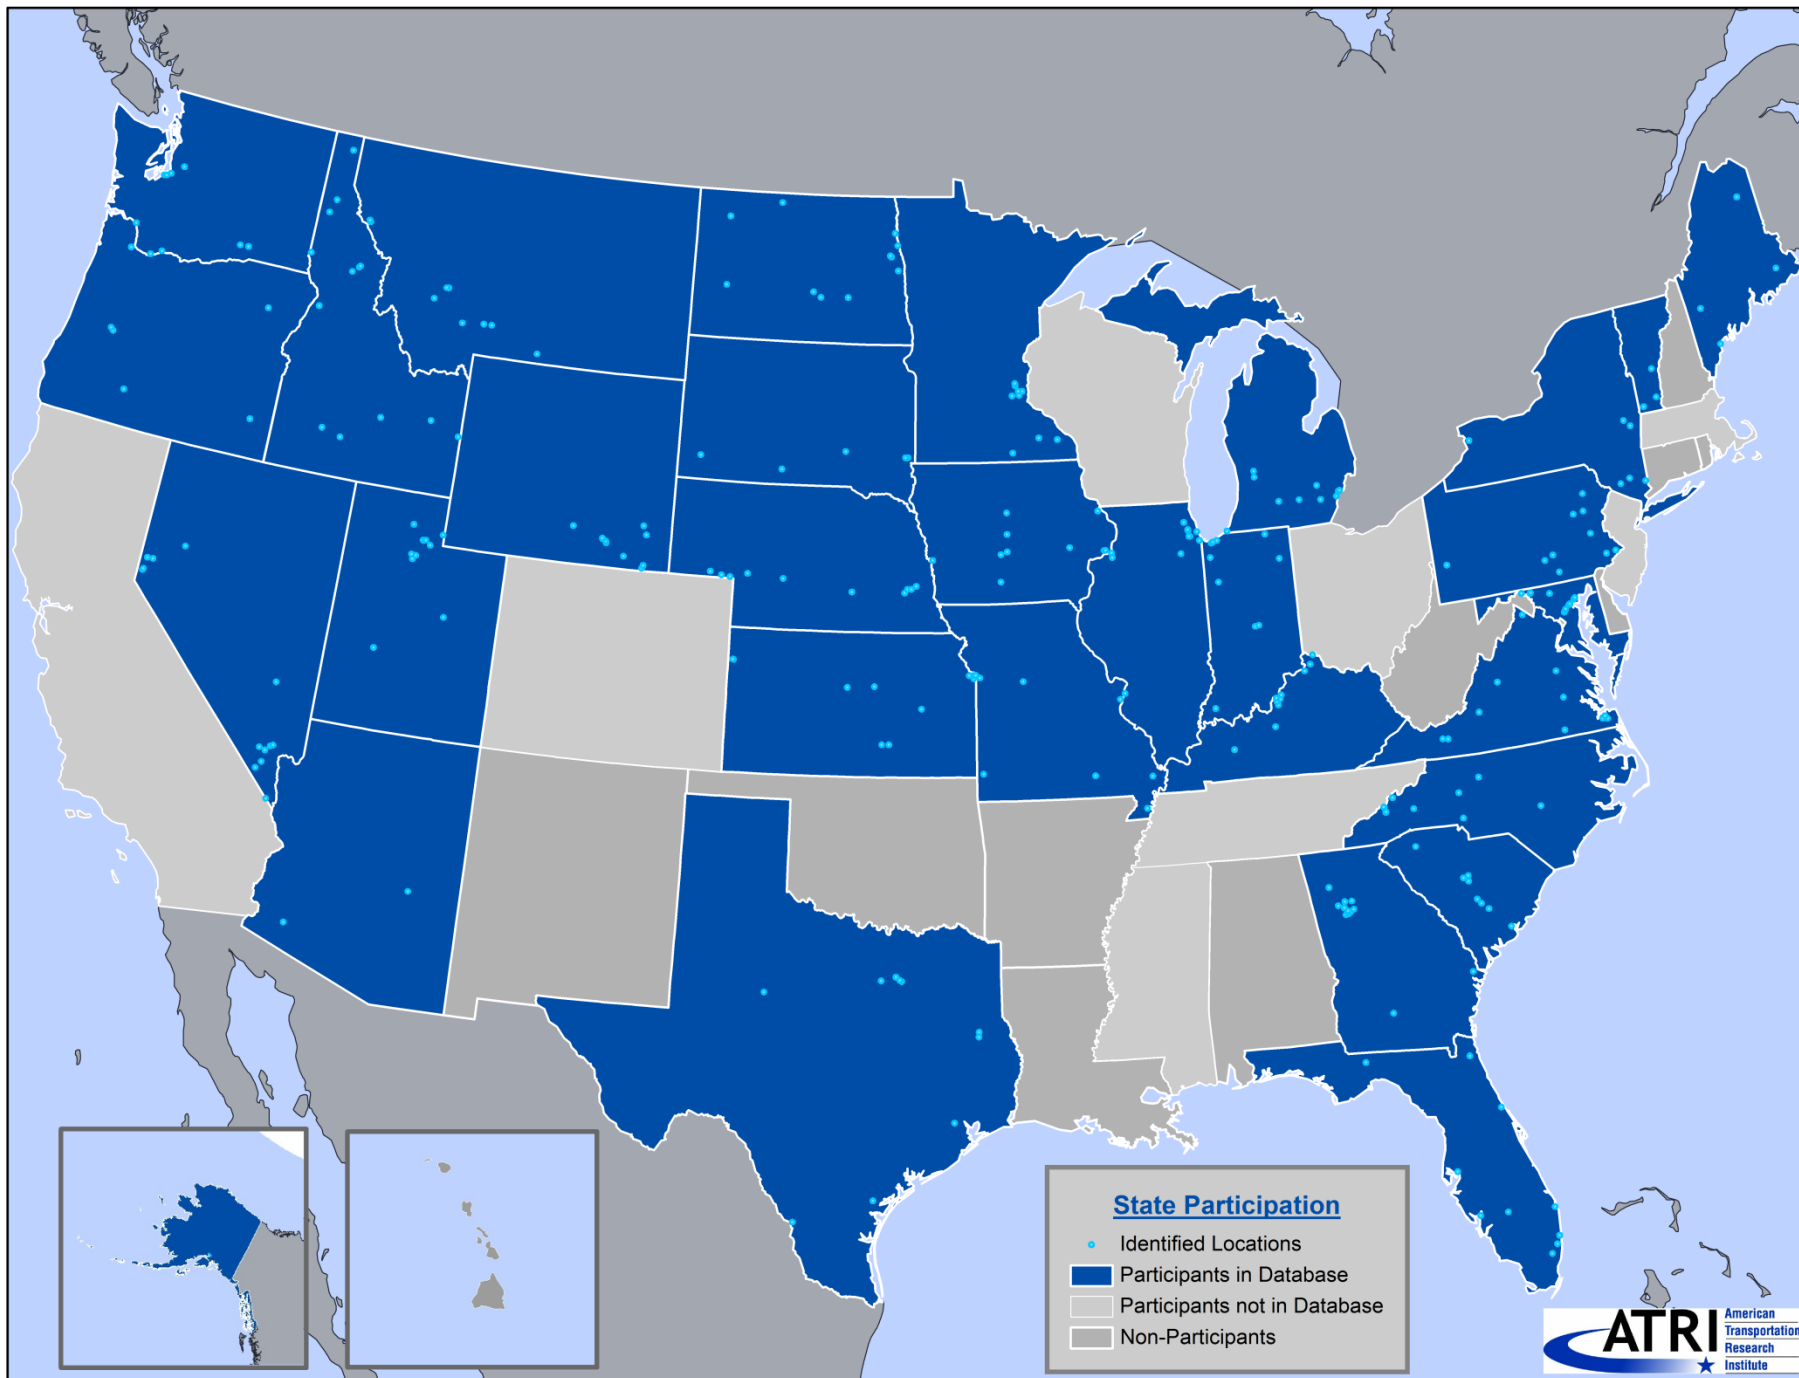 State Participation
Identified Locations
Participants in Database
Participants not in Database
Non-Participants
ATRI
American
Transportation
Research
Institute